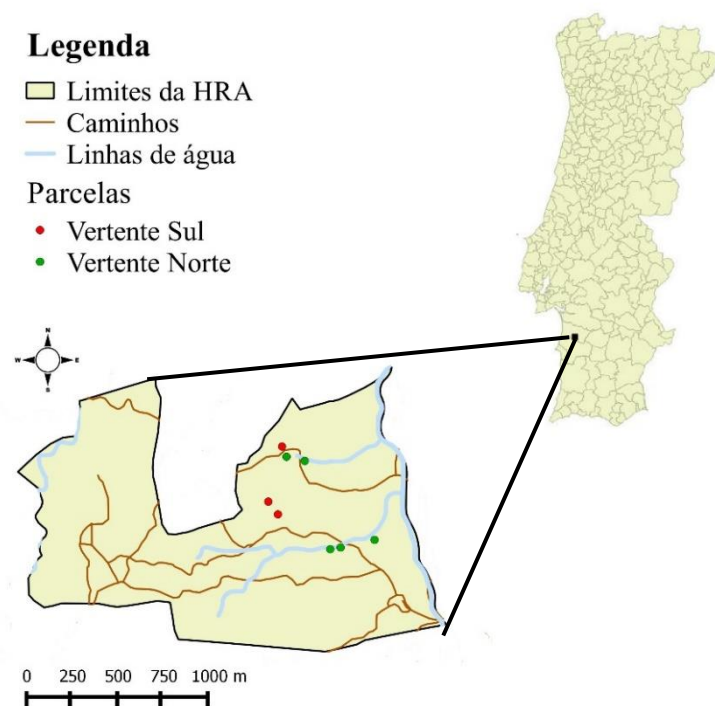 Legenda
Limites da HRA
Caminhos
Linhas de água
Parcelas
Vertente Sul
Vertente Norte
N
W E
S
0 250 500 750 1000 m